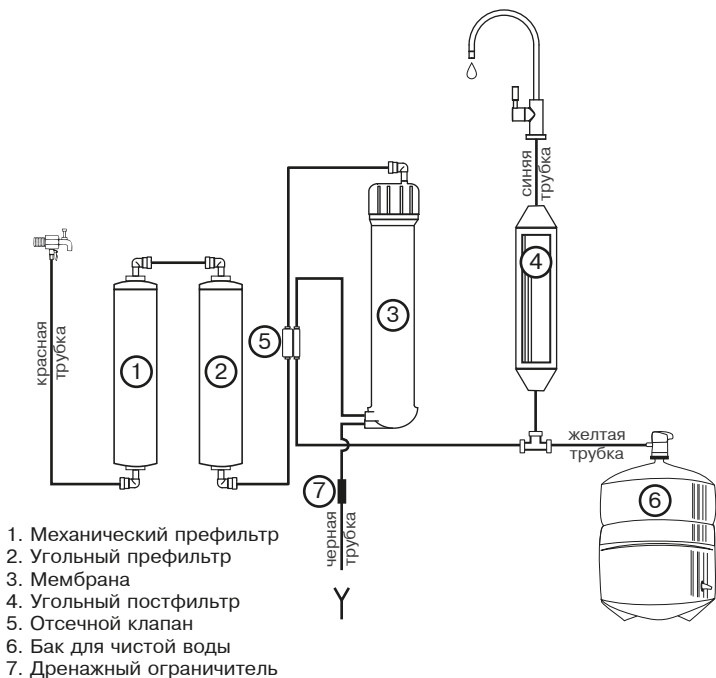 синяя
трубка
4
3
5
1
2
красная
трубка
желтая
трубка
6
7
черная
трубка
1. Механический префильтр
2. Угольный префильтр
3. Мембрана
4. Угольный постфильтр
5. Отсечной клапан
6. Бак для чистой воды
7. Дренажный ограничитель